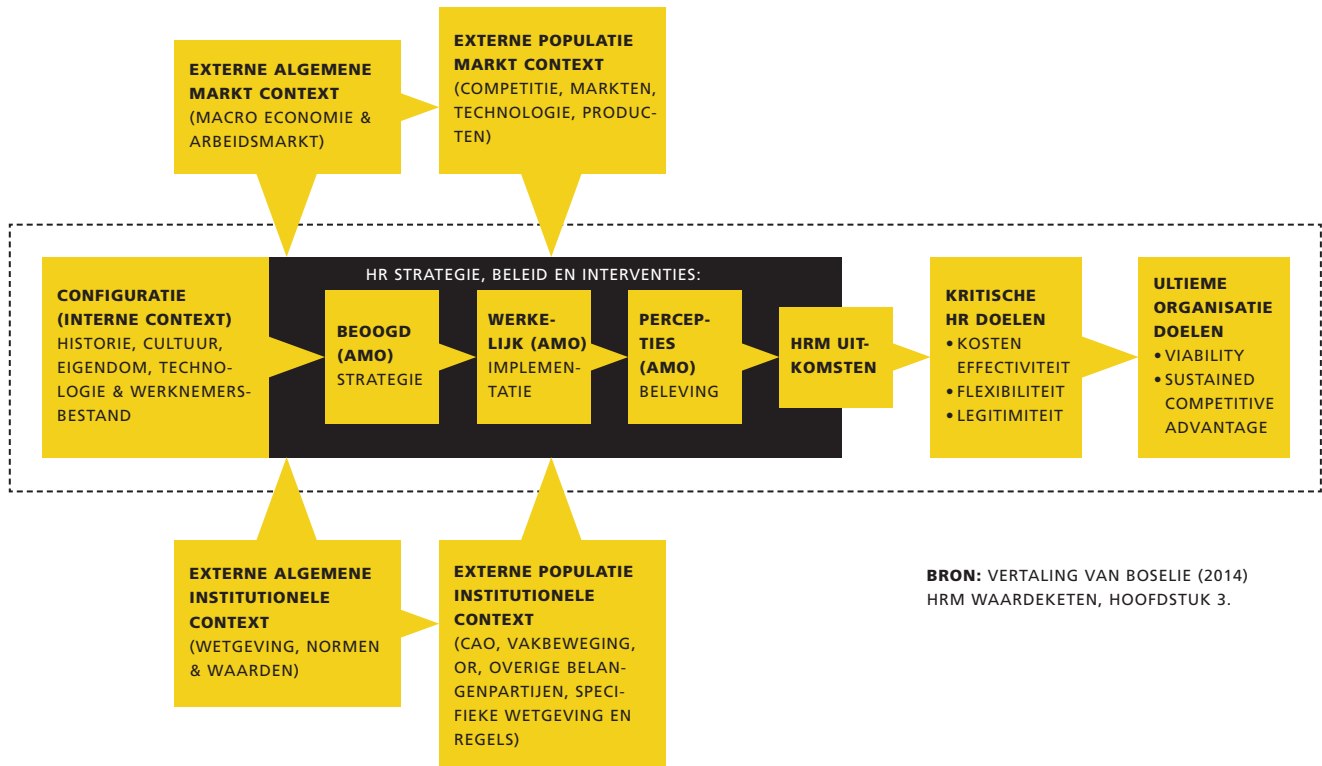 EXTERNE ALGEMENE
MARKT CONTEXT
(MACRO ECONOMIE &
ARBEIDSMARKT)
EXTERNE POPULATIE
MARKT CONTEXT
(COMPETITIE, MARKTEN,
TECHNOLOGIE, PRODUC-
TEN)
HR STRATEGIE, BELEID EN INTERVENTIES:
CONFIGURATIE
(INTERNE CONTEXT)
HISTORIE, CULTUUR,
EIGENDOM, TECHNO-
LOGIE & WERKNEMERS-
BESTAND
BEOOGD
(AMO)
STRATEGIE
WERKE-
LIJK (AMO)
IMPLEMEN-
TATIE
PERCEP-
TIES
(AMO)
BELEVING
HRM UIT-
KOMSTEN
KRITISCHE
HR DOELEN
• KOSTEN
EFFECTIVITEIT
• FLEXIBILITEIT
• LEGITIMITEIT
ULTIEME
ORGANISATIE
DOELEN
• VIABILITY
• SUSTAINED
COMPETITIVE
ADVANTAGE
EXTERNE ALGEMENE
INSTITUTIONELE
CONTEXT
(WETGEVING, NORMEN
& WAARDEN)
EXTERNE POPULATIE
INSTITUTIONELE
CONTEXT
(CAO, VAKBEWEGING,
OR, OVERIGE BELAN-
GENPARTIJEN, SPECI-
FIEKE WETGEVING EN
REGELS)
BRON: VERTALING VAN BOSELIE (2014)
HRM WAARDEKETEN, HOOFDSTUK 3.